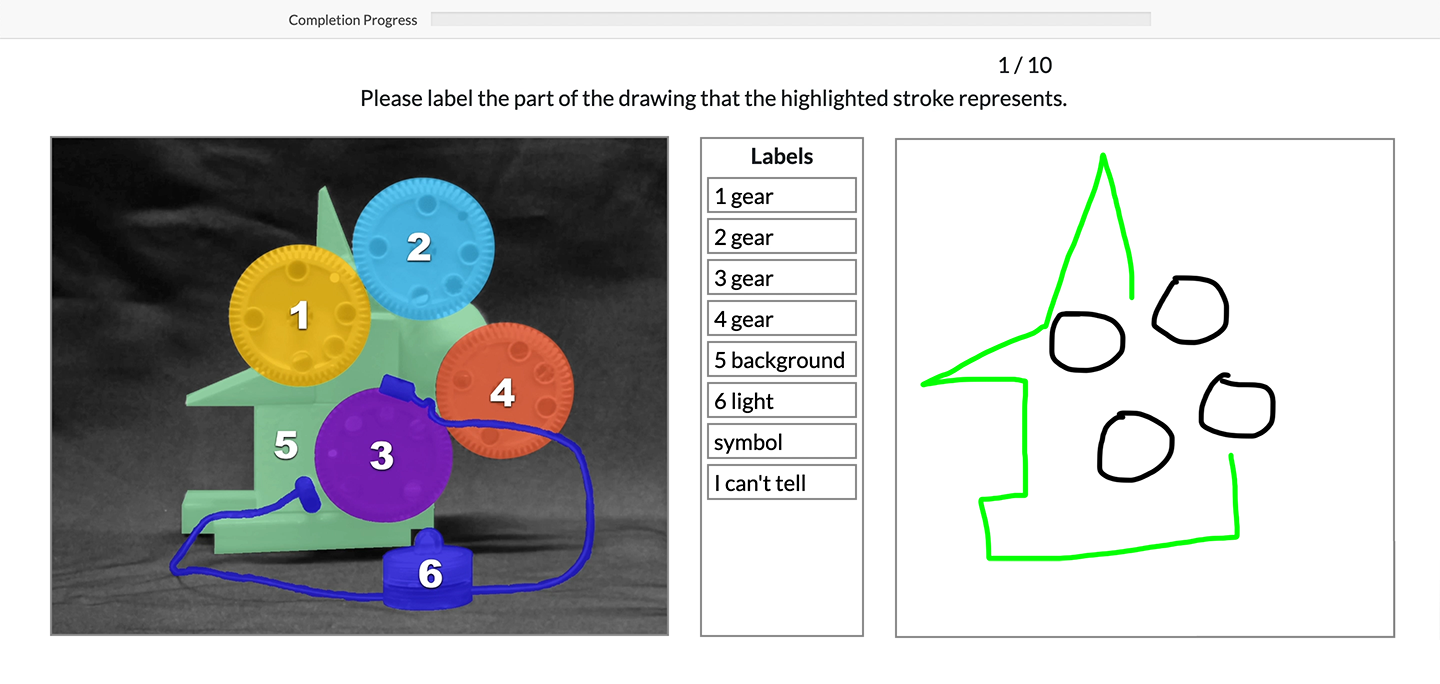 Completion Progress
1 / 10
Please label the part of the drawing that the highlighted stroke represents.
1
2
3
4
5
6
Labels
1 gear
2 gear
3 gear
4 gear
5 background
6 light
symbol
I can't tell